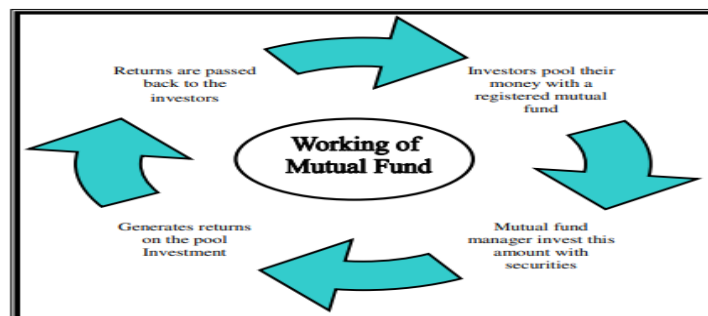 Returns are passed
back to the
investors
Investors pool their
money with a
registered mutual
fund
Working of
Mutual Fund
Generates returns
on the pool
Investment
Mutual fund
manager invest this
amount with
securities